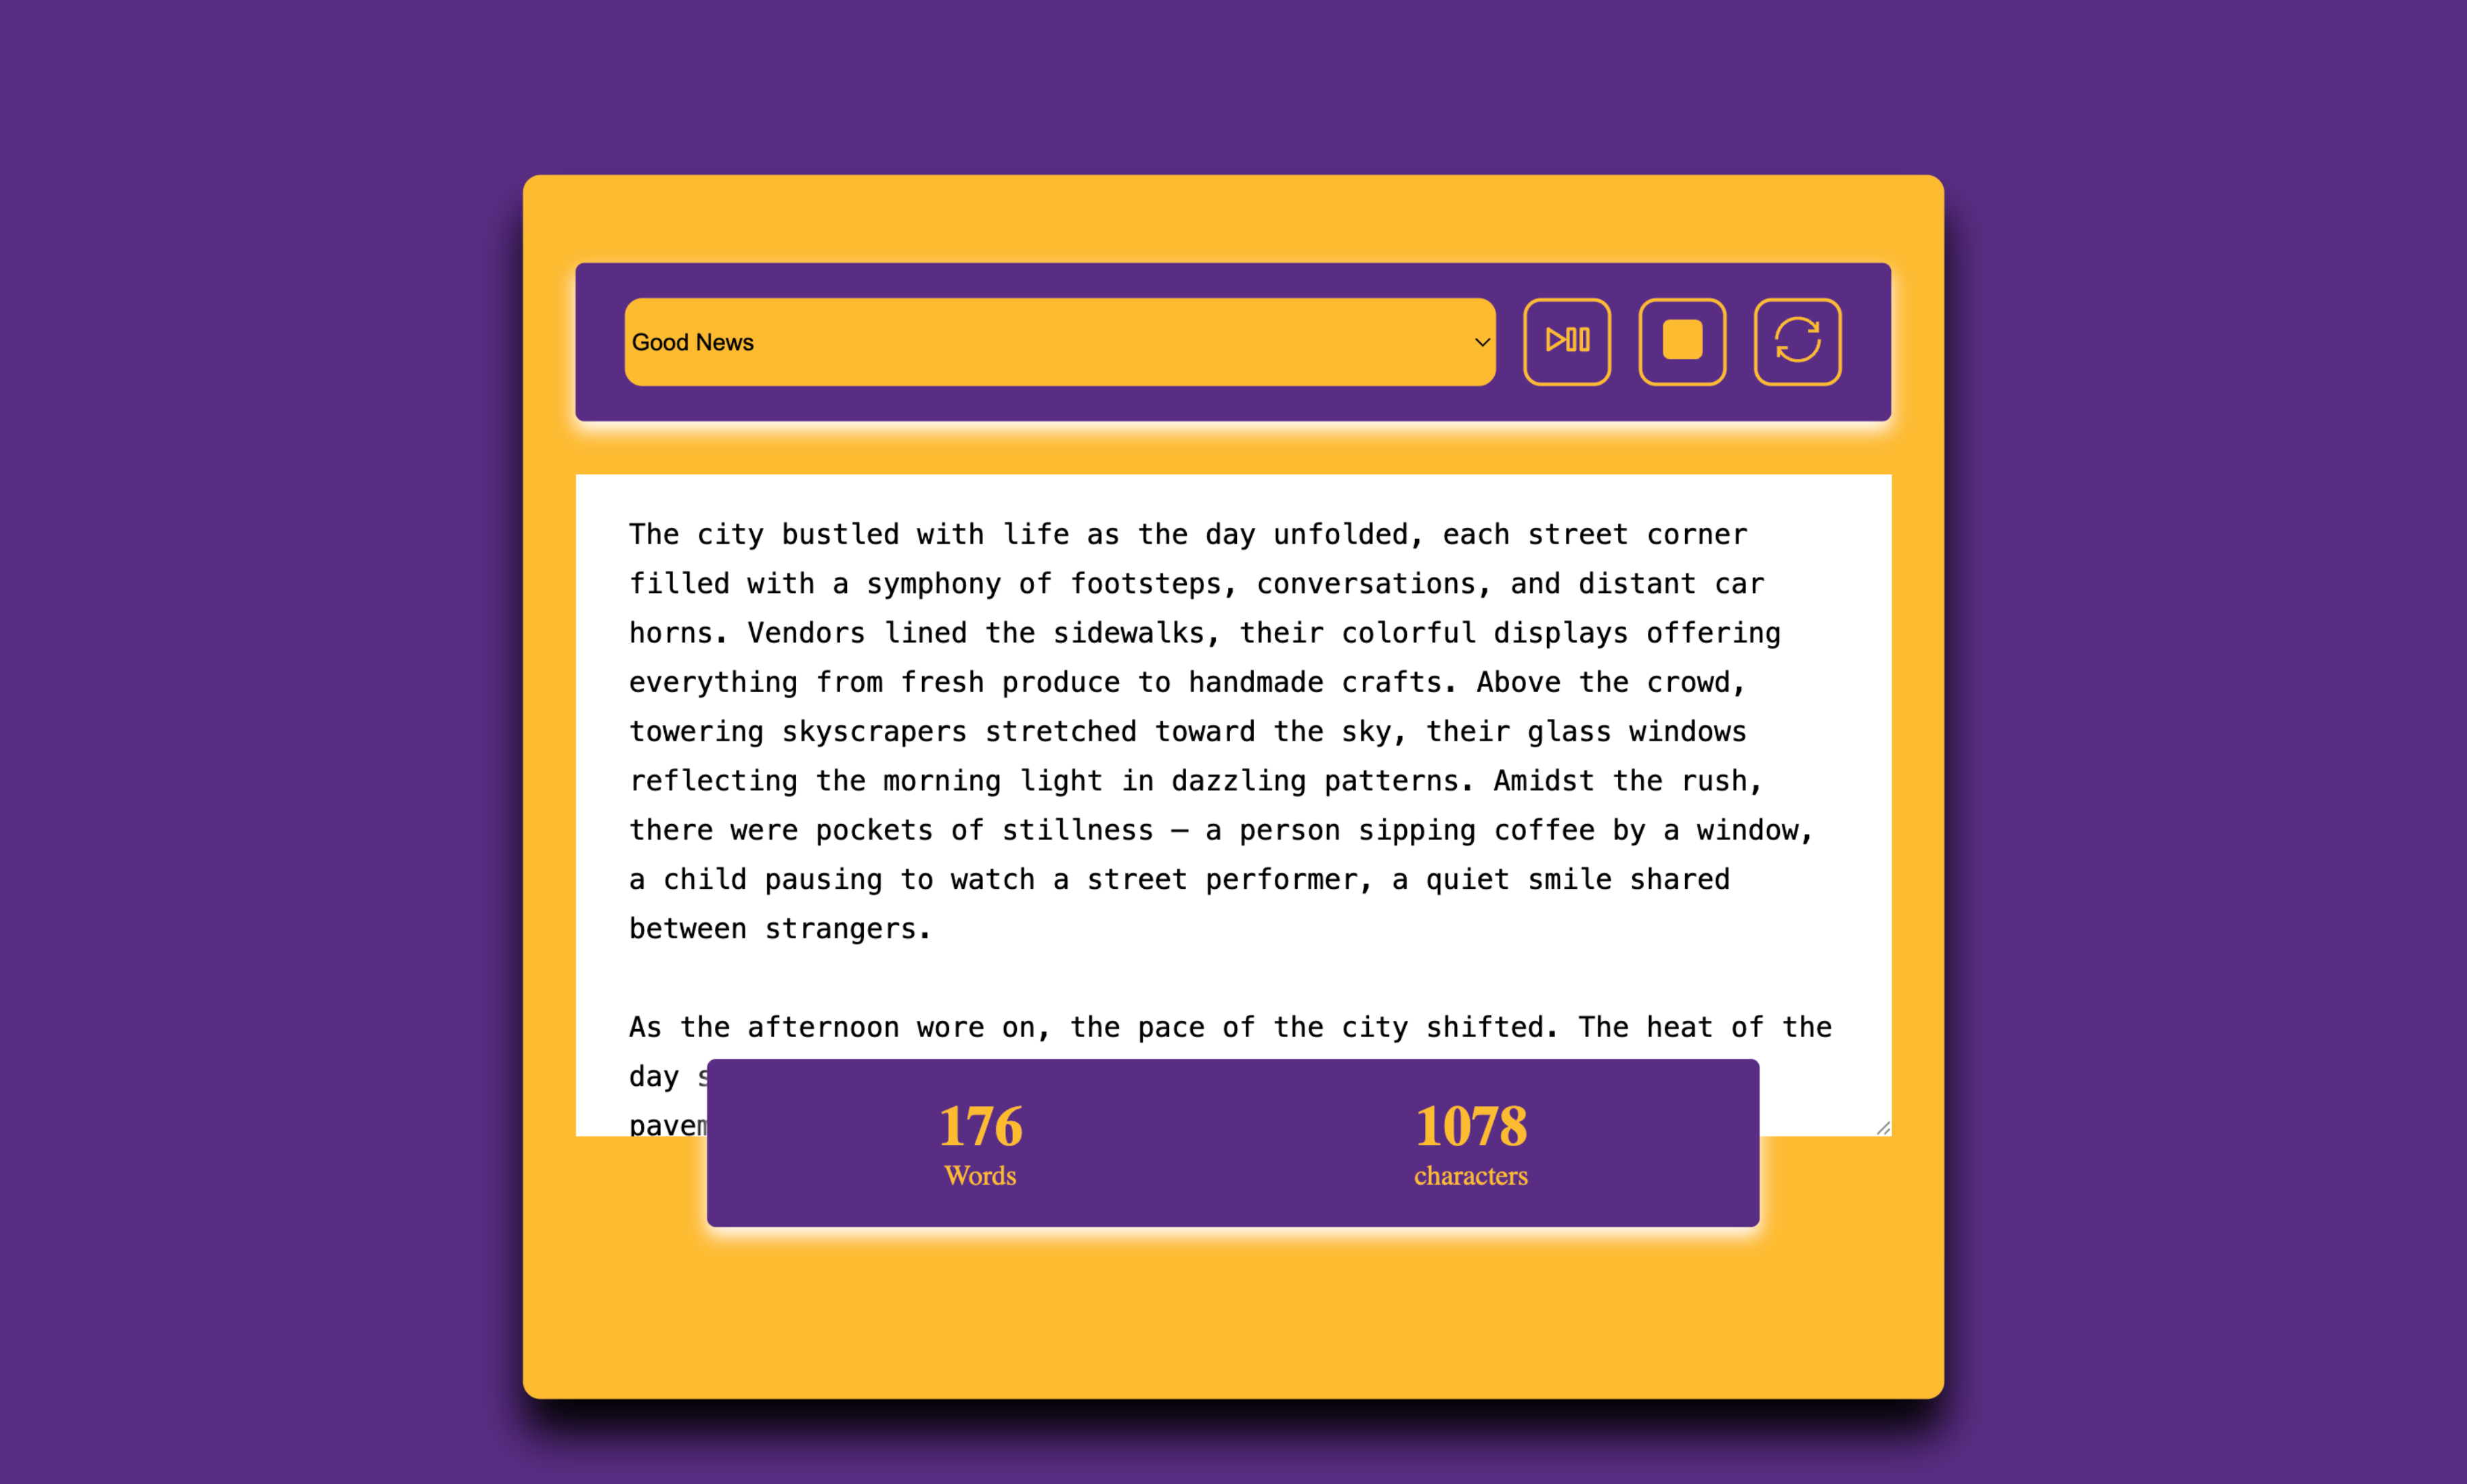 Good News
The city bustled with life as the day unfolded, each street corner
filled with a symphony of footsteps, conversations, and distant car
horns. Vendors lined the sidewalks, their colorful displays offering
everything from fresh produce to handmade crafts. Above the crowd,
towering skyscrapers stretched toward the sky, their glass windows
reflecting the morning light in dazzling patterns. Amidst the rush,
there were pockets of stillness — a person sipping coffee by a window,
a child pausing to watch a street performer, a quiet smile shared
between strangers.
As the afternoon wore on, the pace of the city shifted. The heat of the
day
176 1078
Words characters